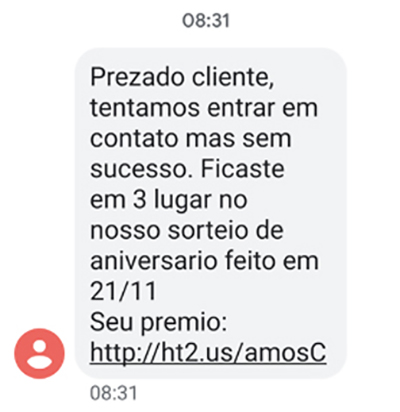 08:31
Prezado cliente,
tentamos entrar em
contato mas sem
sucesso. Ficaste
em 3 lugar no
nosso sorteio de
aniversario feito em
21/11
Seu premio:
http://ht2.us/amosC
08:31